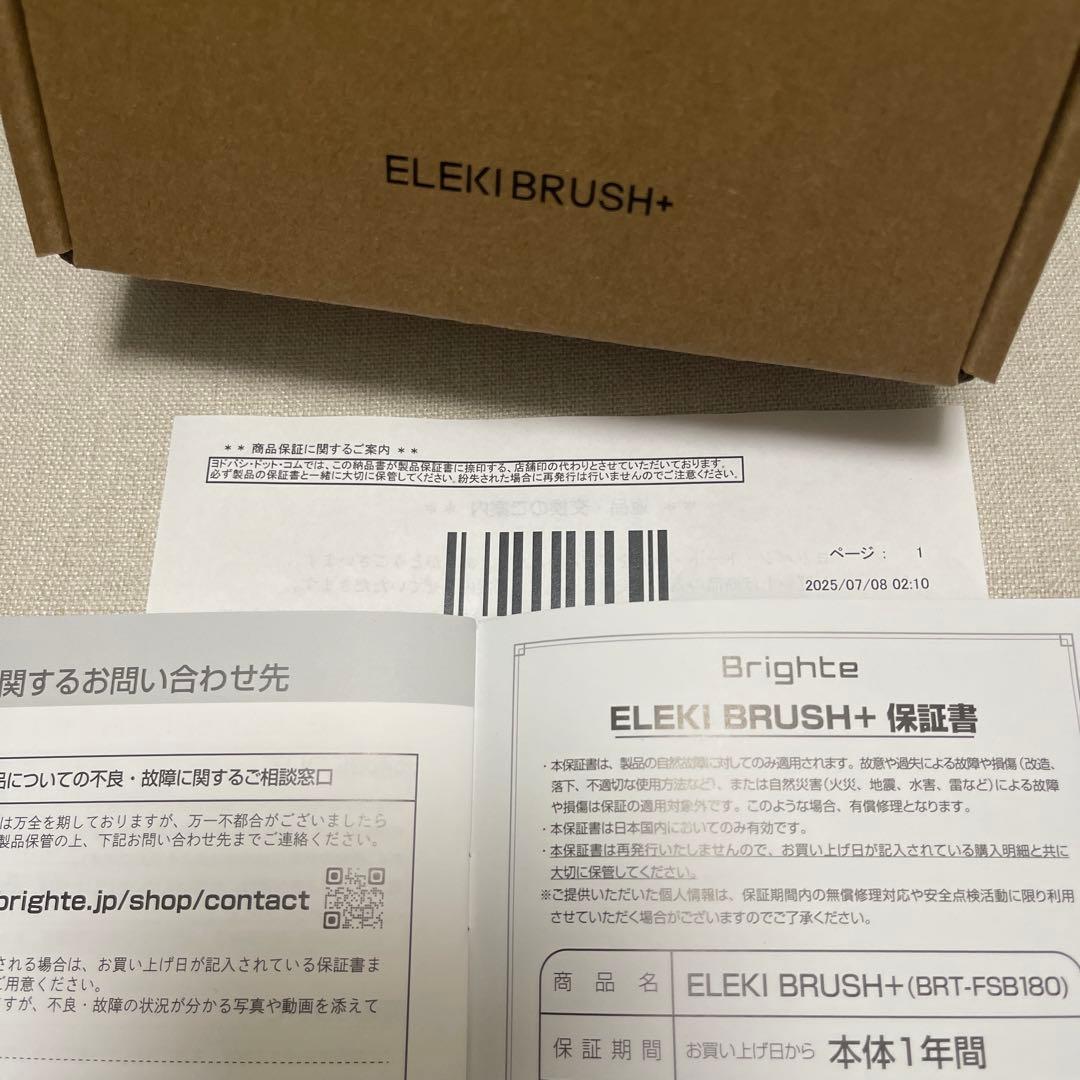 ELEKI BRUSH+
** 商品保証に関するご案内 **
ヨドバシ・ドット・コムでは、この納品書が製品保証書に捺印する、店舗印の代わりとさせていただいております。
必ず製品の保証書と一緒に大切に保管してください。紛失された場合に再発行は行いませんのでご注意ください。
ページ： 1
2025/07/08 02:10
関するお問い合わせ先
についての不良・故障に関するご相談窓口
は万全を期しておりますが、万一不都合がございましたら
製品保管の上、下記お問い合わせ先までご連絡ください。
brighte.jp/shop/contact
される場合は、お買い上げ日が記入されている保証書ま
ご用意ください。
ますが、不良・故障の状況が分かる写真や動画を添えて
Brighte
ELEKI BRUSH+ 保証書
・本保証書は、製品の自然故障に対してのみ適用されます。故意や過失による故障や損傷（改造、
落下、不適切な使用方法など）、または自然災害（火災、地震、水害、雷など）による故障
や損傷は保証の適用対象外です。このような場合、有償修理となります。
・本保証書は日本国内においてのみ有効です。
・本保証書は再発行いたしませんので、お買い上げ日が記入されている購入明細と共に
大切に保管してください。
※ご提供いただいた個人情報は、保証期間内の無償修理対応や安全点検活動に限り利用
させていただく場合がございますのでご了承ください。
商品名 ELEKI BRUSH+(BRT-FSB180)
保証期間 お買い上げ日から 本体1年間